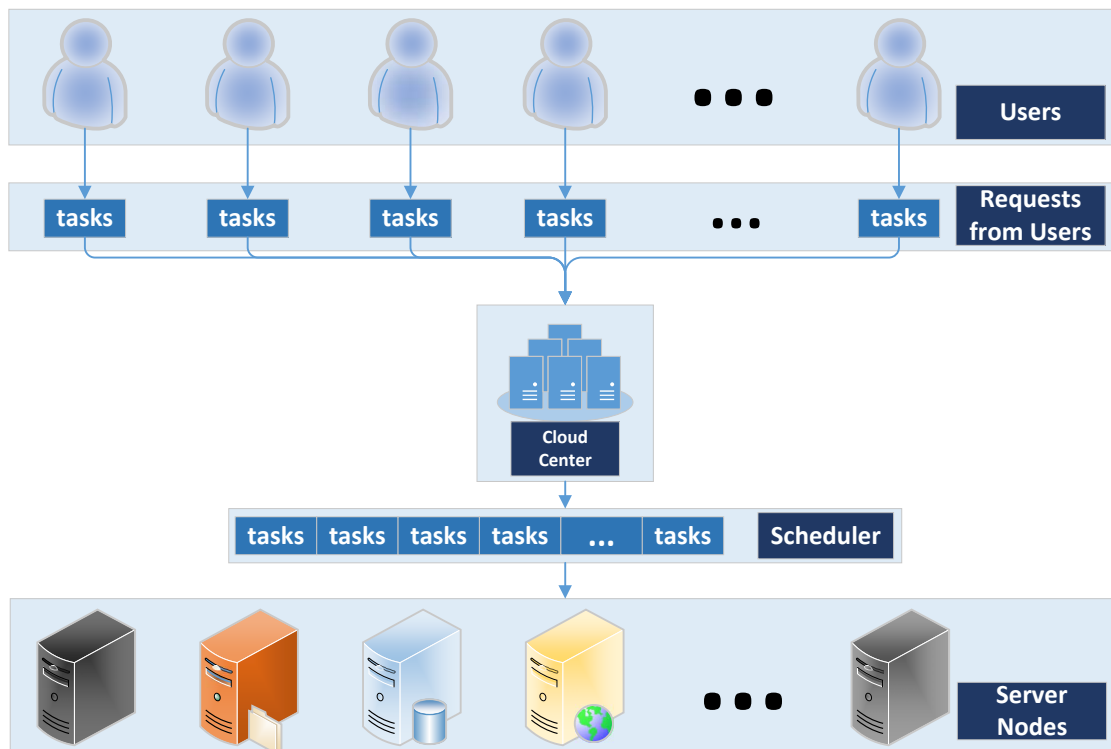 Users
tasks tasks tasks tasks ... tasks
Requests
from Users
Cloud
Center
tasks tasks tasks tasks ... tasks
Scheduler
Server
Nodes